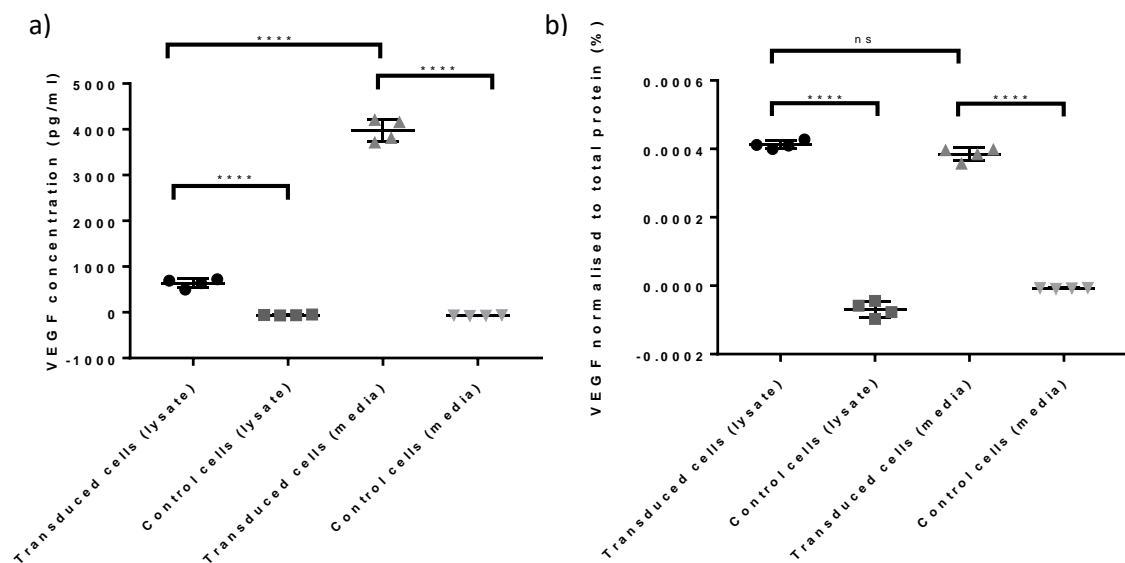 a)
VEGF concentration (pg/ml)
5000
4000
3000
2000
1000
0
-1000
****
****
****
Transduced cells (lysate)
Control cells (lysate)
Transduced cells (media)
Control cells (media)
b)
VEGF normalised to total protein (%)
0.0006
0.0004
0.0002
0.0000
-0.0002
ns
****
****
Transduced cells (lysate)
Control cells (lysate)
Transduced cells (media)
Control cells (media)